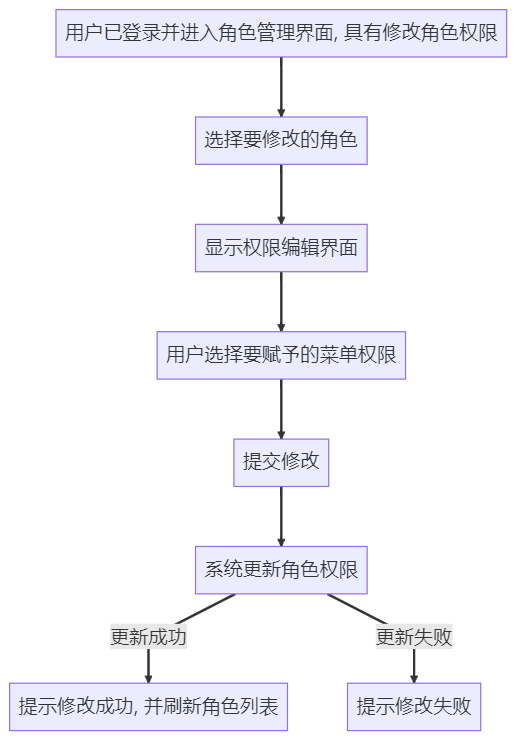 用户已登录并进入角色管理界面, 具有修改角色权限
选择要修改的角色
显示权限编辑界面
用户选择要赋予的菜单权限
提交修改
系统更新角色权限
更新成功
更新失败
提示修改成功, 并刷新角色列表
提示修改失败